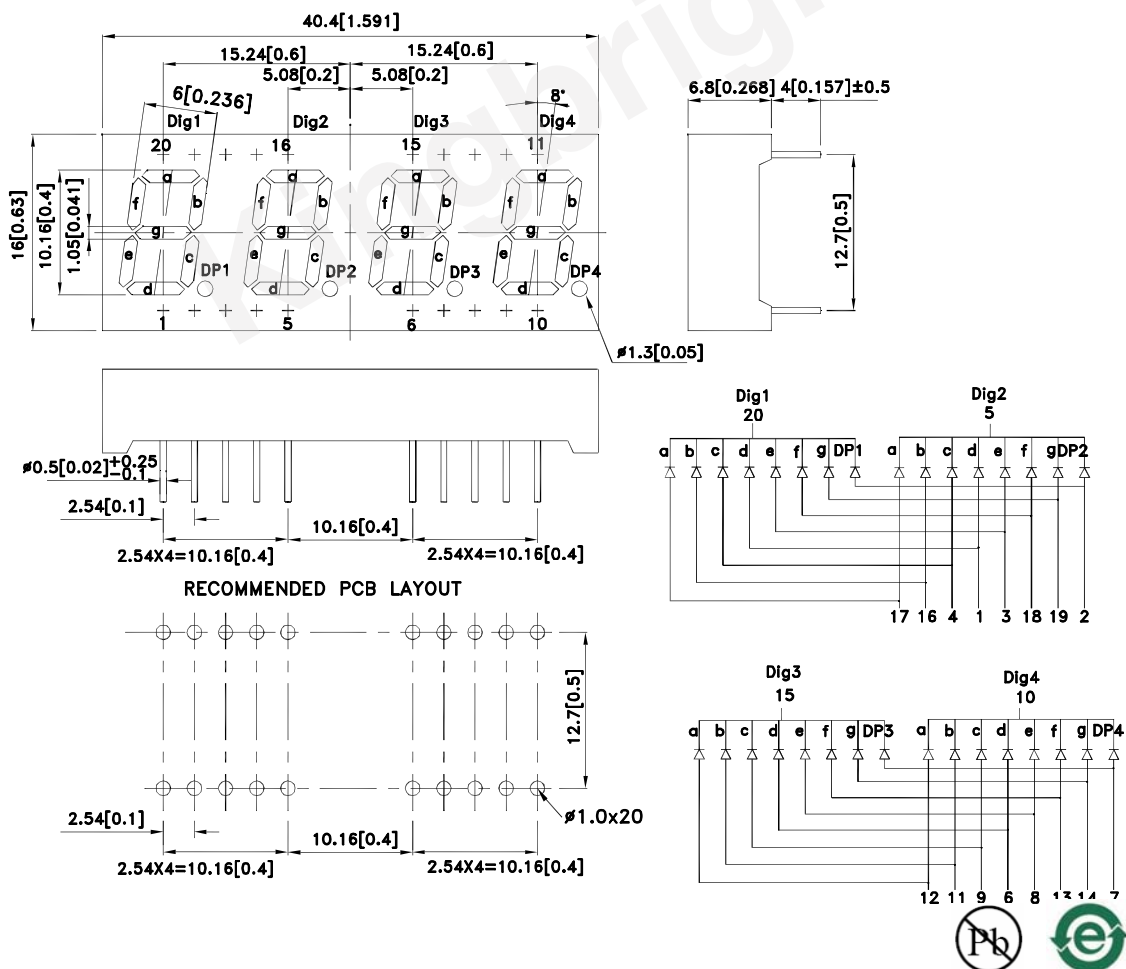 40.4[1.591]
15.24[0.6] 15.24[0.6]
5.08[0.2] 5.08[0.2]
6[0.236] 8°
Dig1 Dig2 Dig3 Dig4
20 16 15 11
a a a a
f b f b f b f b
g g g g
e c e c e c e c
d d d d
DP1 DP2 DP3 DP4
1 5 6 10
16[0.63]
10.16[0.4]
1.05[0.041]
ø1.3[0.05]
Kingbrig
6.8[0.268] 4[0.157]±0.5
12.7[0.5]
ø0.5[0.02]+0.25
-0.1
2.54[0.1]
10.16[0.4]
2.54X4=10.16[0.4] 2.54X4=10.16[0.4]
RECOMMENDED PCB LAYOUT
12.7[0.5]
2.54[0.1]
ø1.0x20
10.16[0.4]
2.54X4=10.16[0.4] 2.54X4=10.16[0.4]
Dig1 Dig2
20 5
a b c d e f g DP1 a b c d e f g DP2
17 16 4 1 3 18 19 2
Dig3 Dig4
15 10
a b c d e f g DP3 a b c d e f g DP4
12 11 9 6 8 13 14 7
Pb e